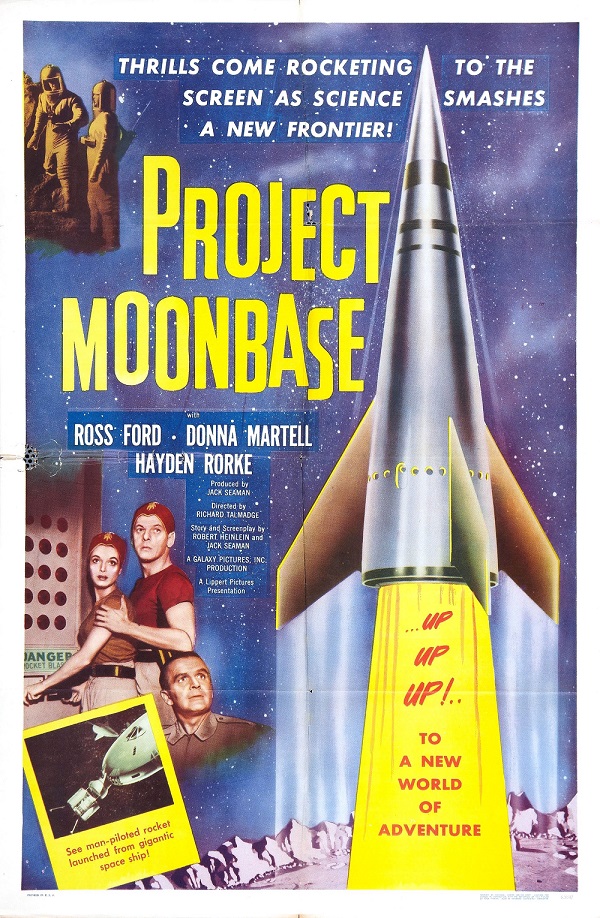 THRILLS COME ROCKETING TO THE
SCREEN AS SCIENCE SMASHES
A NEW FRONTIER!
PROJECT
MOONBASE
with
ROSS FORD · DONNA MARTELL
HAYDEN RORKE
Produced by
JACK SEAMAN
Directed by
RICHARD TALMADGE
Story and Screenplay by
ROBERT HEINLEIN and
JACK SEAMAN
A GALAXY PICTURES, INC.
PRODUCTION
A Lippert Pictures
Presentation
DANGER
...UP
UP
UP!..
TO
A NEW
WORLD
OF
ADVENTURE
See man-piloted rocket
launched from gigantic
space ship!